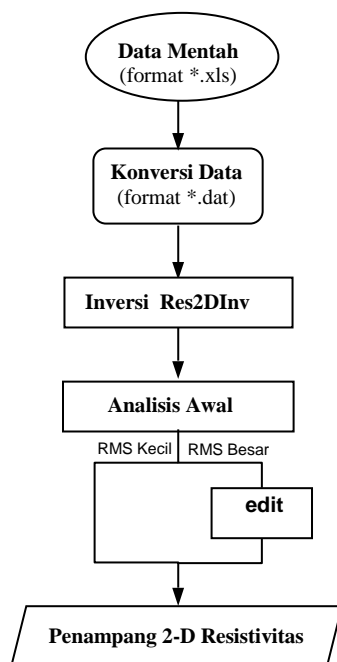 Data Mentah
(format *.xls)
Konversi Data
(format *.dat)
Inversi Res2DInv
Analisis Awal
RMS Kecil RMS Besar
edit
Penampang 2-D Resistivitas